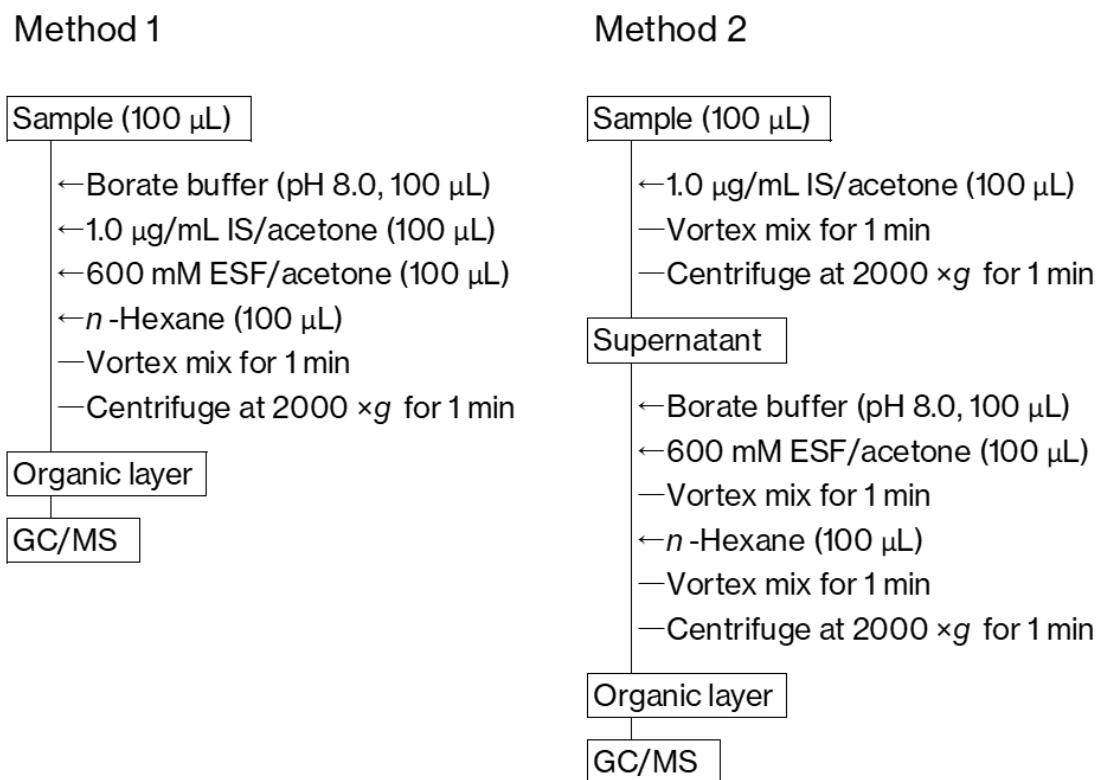 Method 1
Sample (100 μL)
←Borate buffer (pH 8.0, 100 μL)
←1.0 μg/mL IS/acetone (100 μL)
←600 mM ESF/acetone (100 μL)
←n -Hexane (100 μL)
—Vortex mix for 1 min
—Centrifuge at 2000 ×g for 1 min
Organic layer
GC/MS
Method 2
Sample (100 μL)
←1.0 μg/mL IS/acetone (100 μL)
—Vortex mix for 1 min
—Centrifuge at 2000 ×g for 1 min
Supernatant
←Borate buffer (pH 8.0, 100 μL)
←600 mM ESF/acetone (100 μL)
—Vortex mix for 1 min
←n -Hexane (100 μL)
—Vortex mix for 1 min
—Centrifuge at 2000 ×g for 1 min
Organic layer
GC/MS